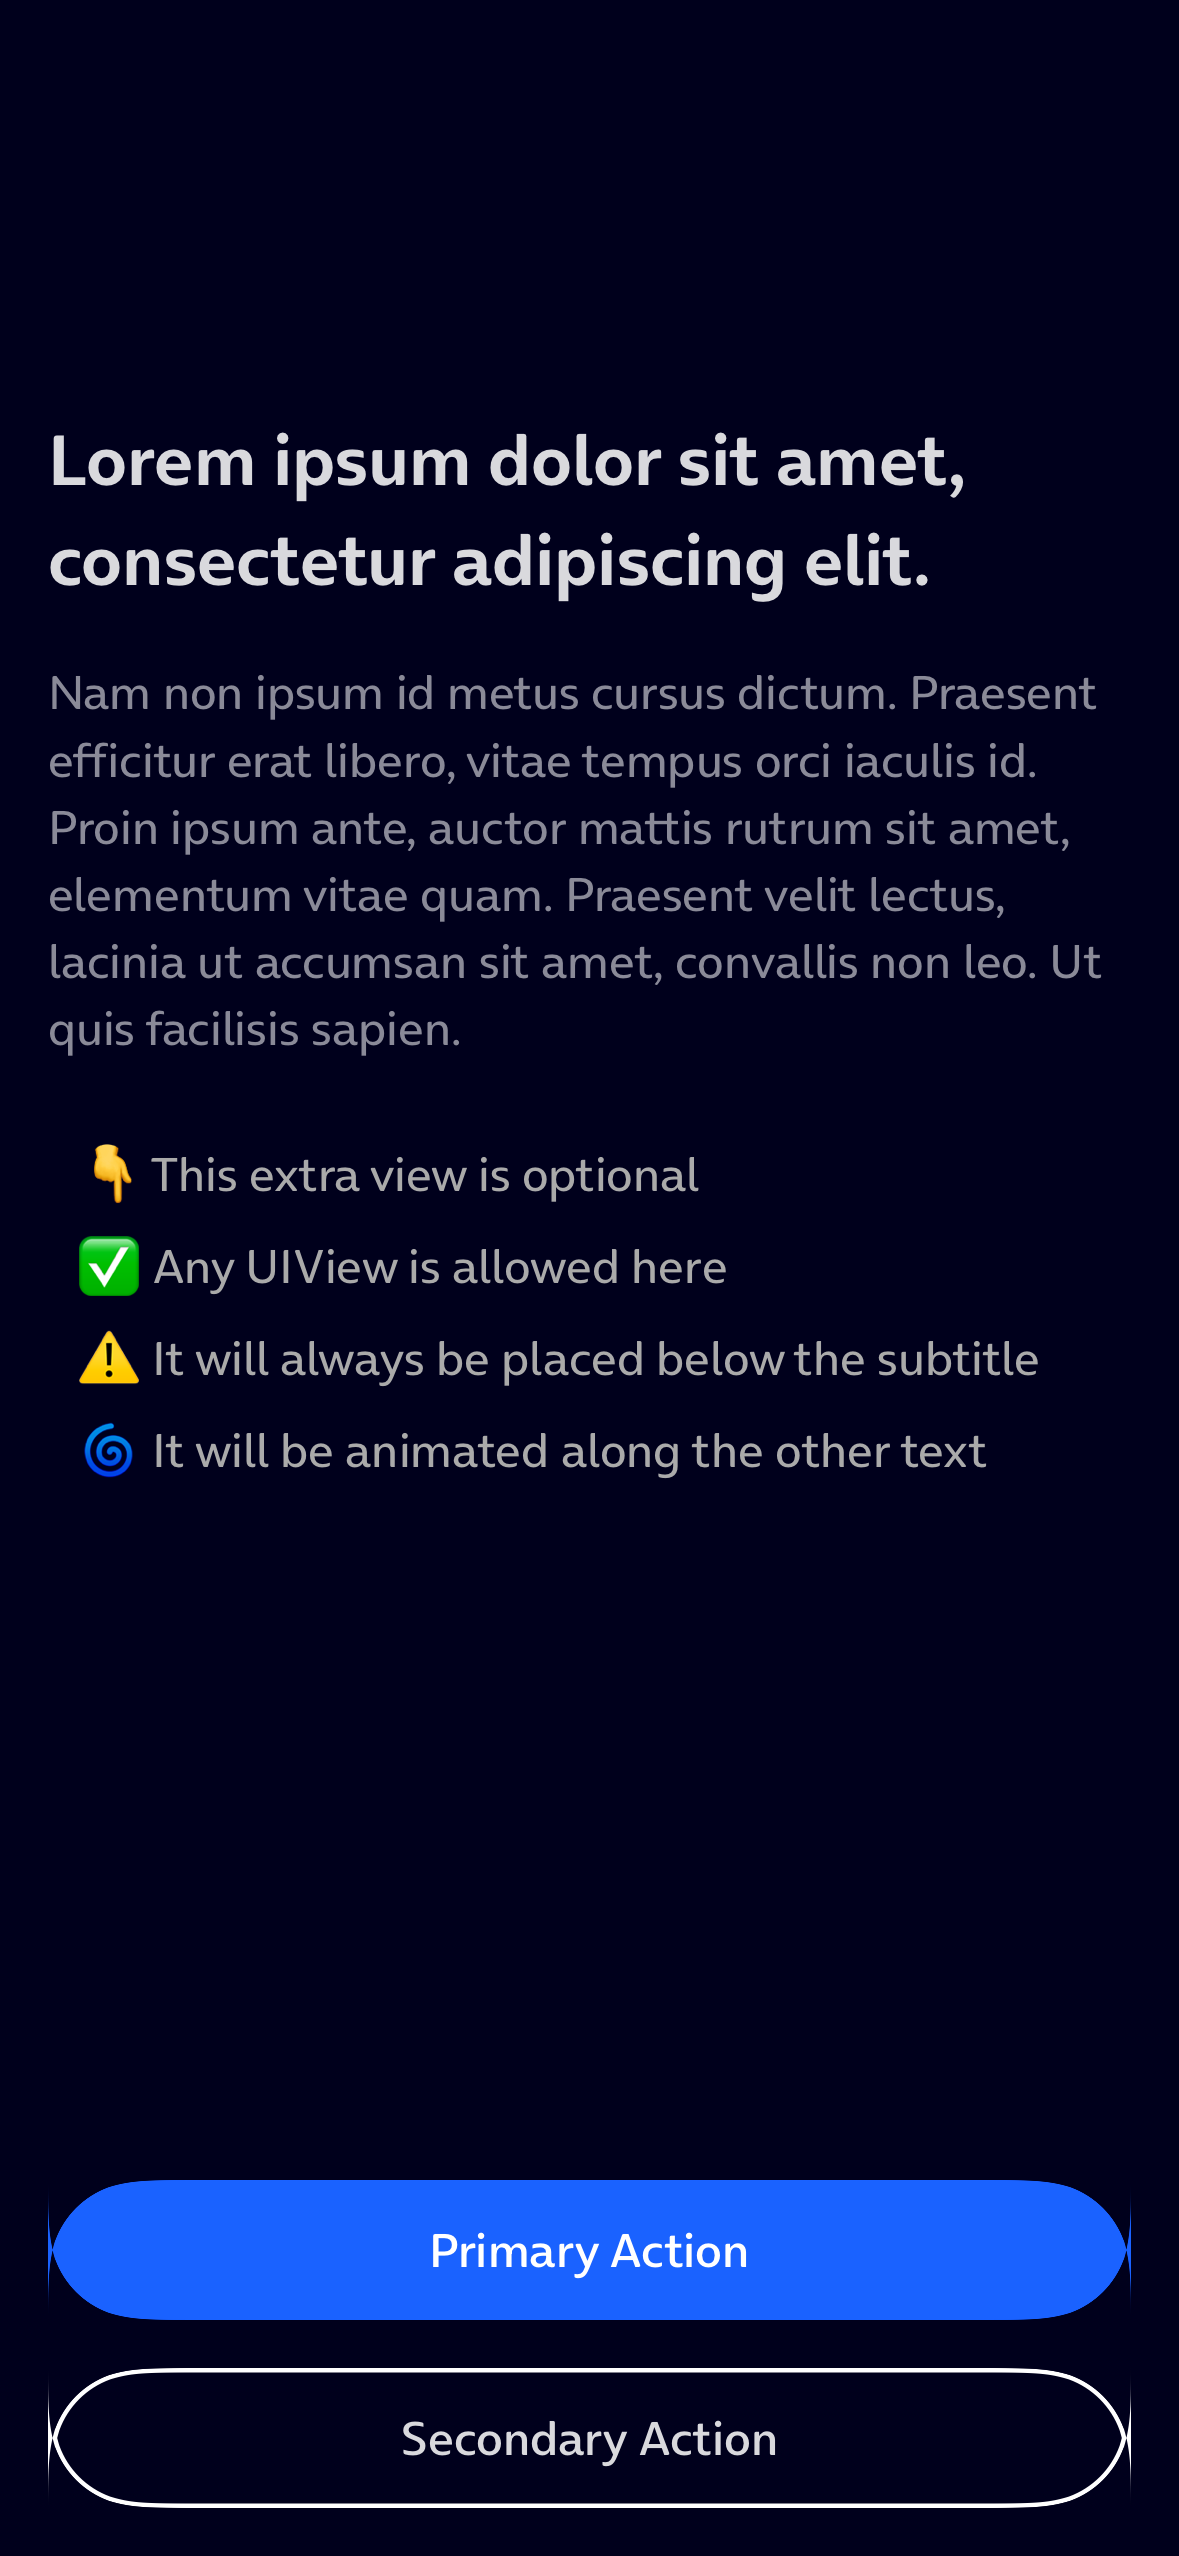 Lorem ipsum dolor sit amet,
consectetur adipiscing elit.
Nam non ipsum id metus cursus dictum. Praesent
efficitur erat libero, vitae tempus orci iaculis id.
Proin ipsum ante, auctor mattis rutrum sit amet,
elementum vitae quam. Praesent velit lectus,
lacinia ut accumsan sit amet, convallis non leo. Ut
quis facilisis sapien.
👇 This extra view is optional
✅ Any UIView is allowed here
⚠️ It will always be placed below the subtitle
🌀 It will be animated along the other text
Primary Action
Secondary Action